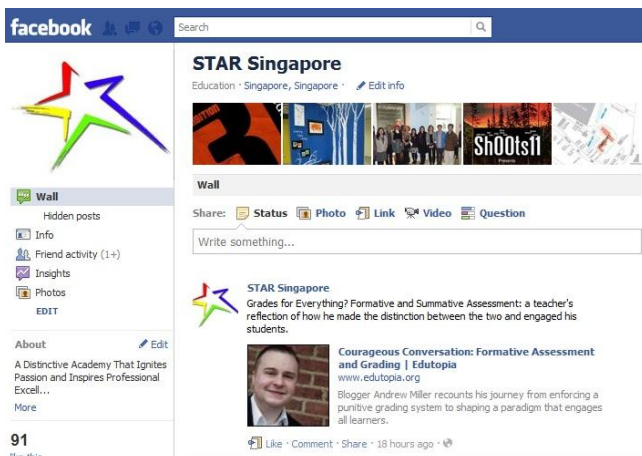 facebook
Search
STAR Singapore
Education · Singapore, Singapore · Edit info
Sh00ts11
Presents
Wall
Hidden posts
Info
Friend activity (1+)
Insights
Photos
EDIT
About Edit
A Distinctive Academy That Ignites
Passion and Inspires Professional
Excell...
More
91
like this
Wall
Share: Status Photo Link Video Question
Write something...
STAR Singapore
Grades for Everything? Formative and Summative Assessment: a teacher's
reflection of how he made the distinction between the two and engaged his
students.
Courageous Conversation: Formative Assessment
and Grading | Edutopia
www.edutopia.org
Blogger Andrew Miller recounts his journey from enforcing a
punitive grading system to shaping a paradigm that engages
all learners.
Like · Comment · Share · 18 hours ago ·